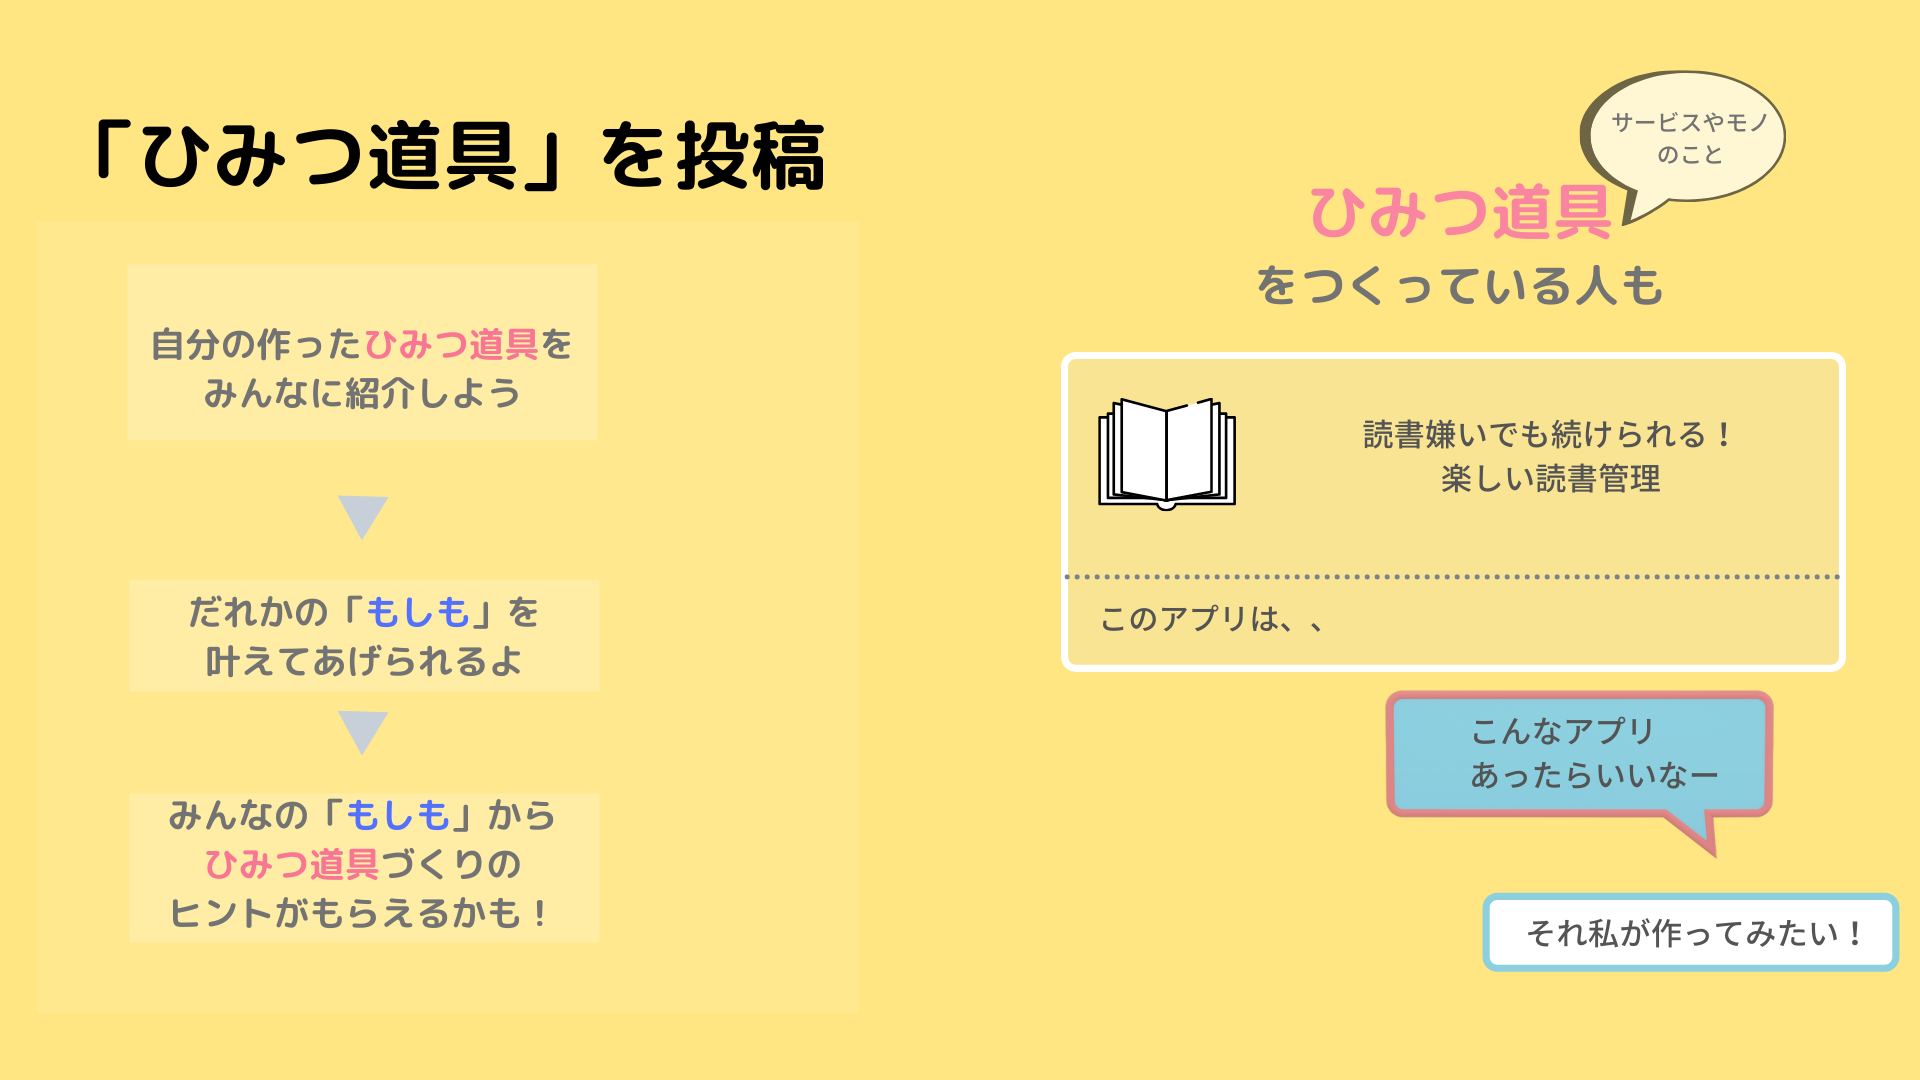 「ひみつ道具」を投稿
自分の作ったひみつ道具を
みんなに紹介しよう
だれかの「もしも」を
叶えてあげられるよ
みんなの「もしも」から
ひみつ道具づくりの
ヒントがもらえるかも！
サービスやモノ
のこと
ひみつ道具
をつくっている人も
読書嫌いでも続けられる！
楽しい読書管理
このアプリは、、
こんなアプリ
あったらいいなー
それ私が作ってみたい！